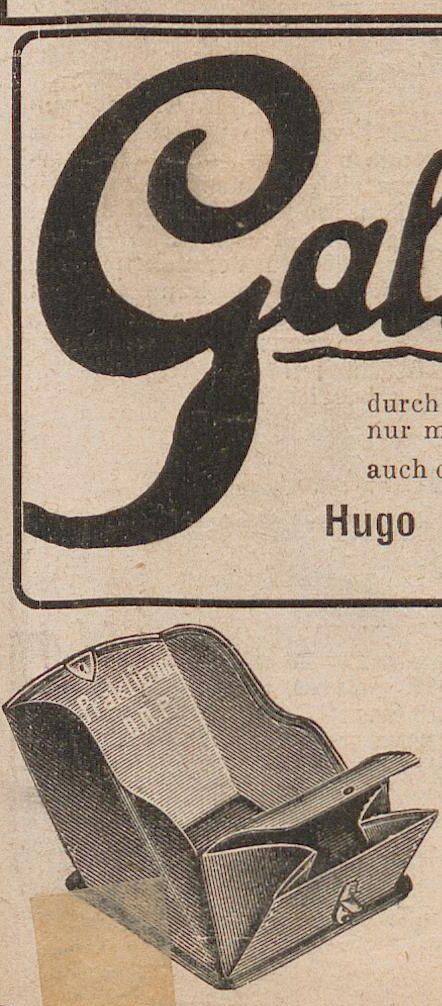 Gal
durch
nur m
auch
Hugo
Praktikum
D.R.P.